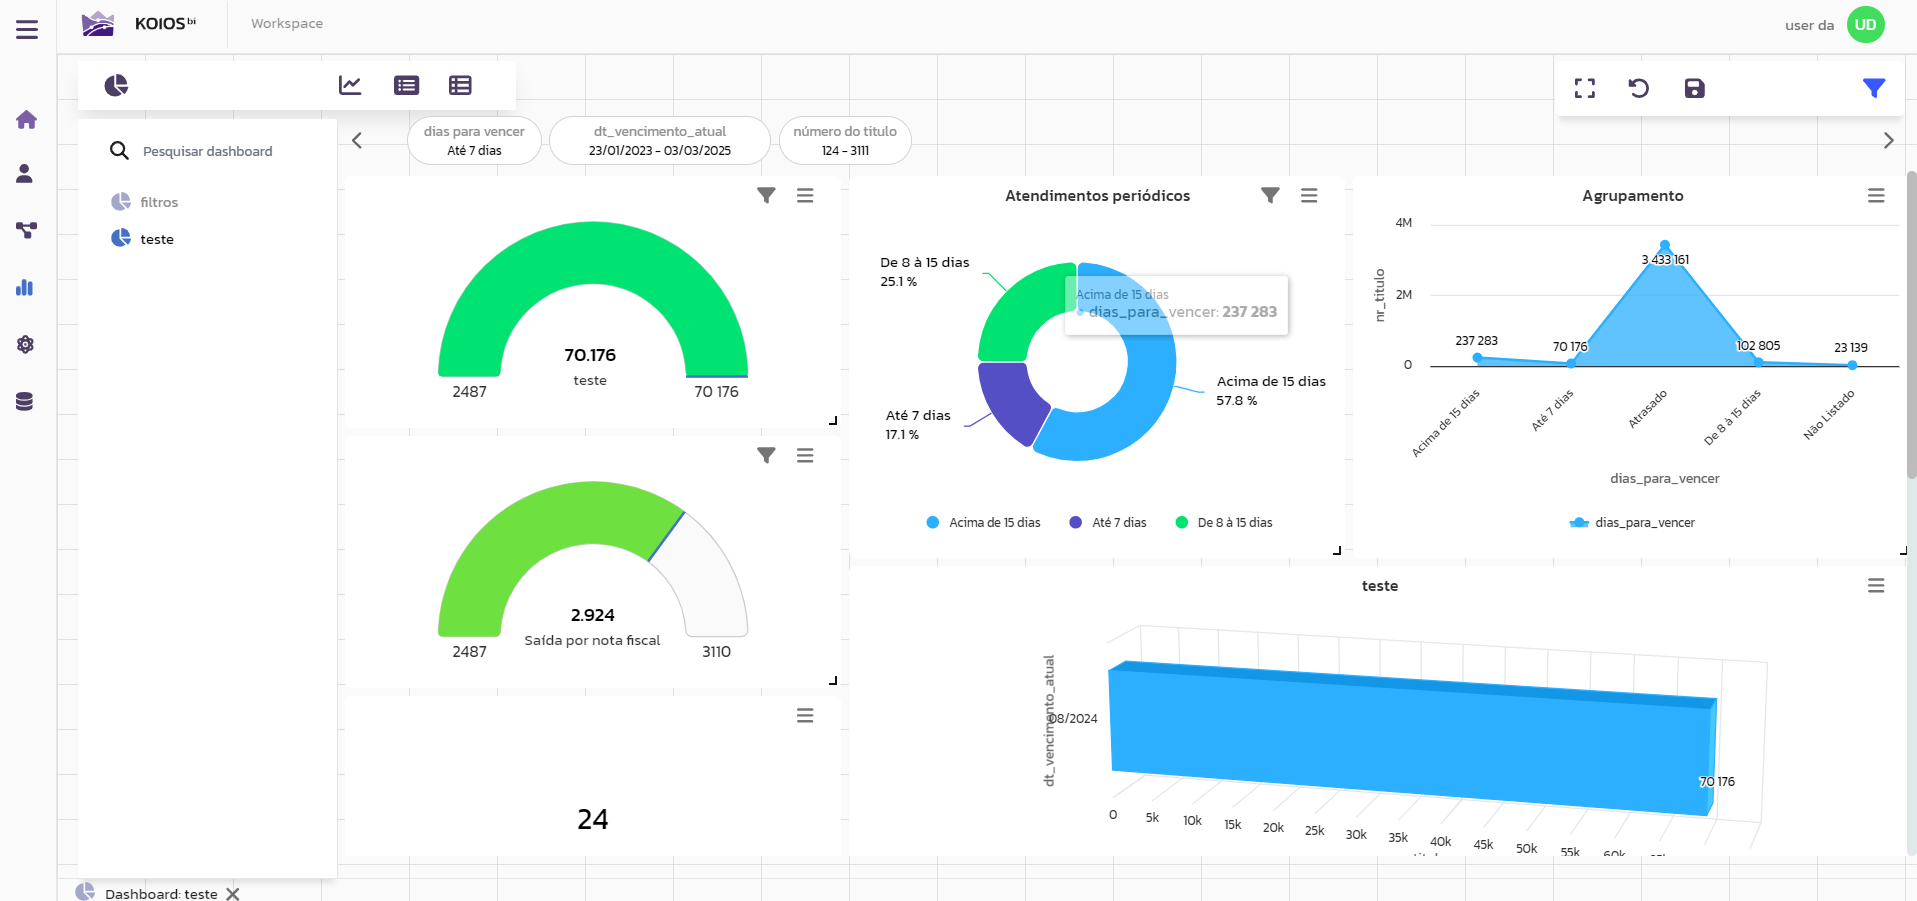 KOIOS bi
Workspace
user da
UD
Pesquisar dashboard
filtros
teste
dias para vencer
Até 7 dias
dt_vencimento_atual
23/01/2023 - 03/03/2025
número do titulo
124 - 3111
70.176
teste
2487
70 176
2.924
Saída por nota fiscal
2487
3110
24
Atendimentos periódicos
De 8 à 15 dias
25.1 %
Acima de 15 dias
dias_para_vencer: 237 283
Acima de 15 dias
57.8 %
Até 7 dias
17.1 %
Acima de 15 dias
Até 7 dias
De 8 à 15 dias
Agrupamento
4M
2M
0
nr_titulo
237 283
70 176
3 433 161
102 805
23 139
Acima de 15 dias
Até 7 dias
Atrasado
De 8 à 15 dias
Não Listado
dias_para_vencer
dias_para_vencer
teste
dt_vencimento_atual
08/2024
70 176
0
5k
10k
15k
20k
25k
30k
35k
40k
45k
50k
55k
60k
Dashboard: teste